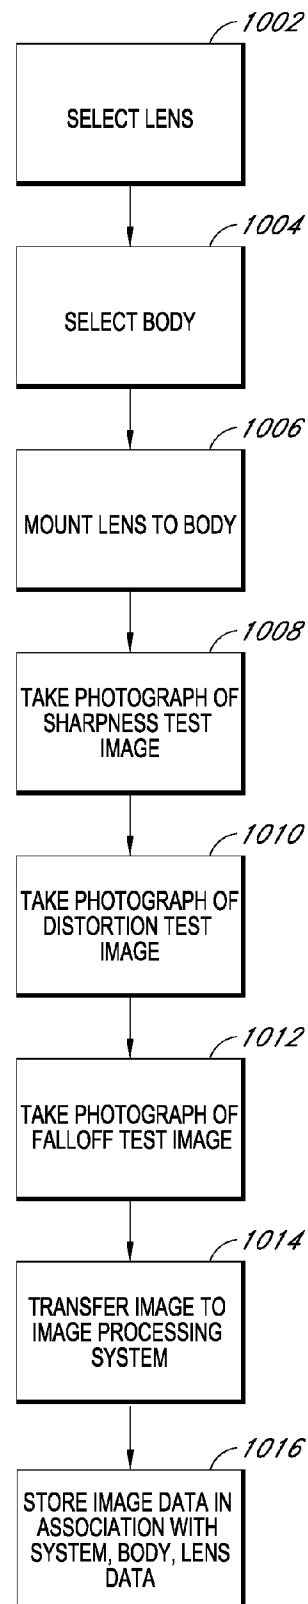 1002
SELECT LENS
1004
SELECT BODY
1006
MOUNT LENS TO BODY
1008
TAKE PHOTOGRAPH OF
SHARPNESS TEST
IMAGE
1010
TAKE PHOTOGRAPH OF
DISTORTION TEST
IMAGE
1012
TAKE PHOTOGRAPH OF
FALLOFF TEST IMAGE
1014
TRANSFER IMAGE TO
IMAGE PROCESSING
SYSTEM
1016
STORE IMAGE DATA IN
ASSOCIATION WITH
SYSTEM, BODY, LENS
DATA